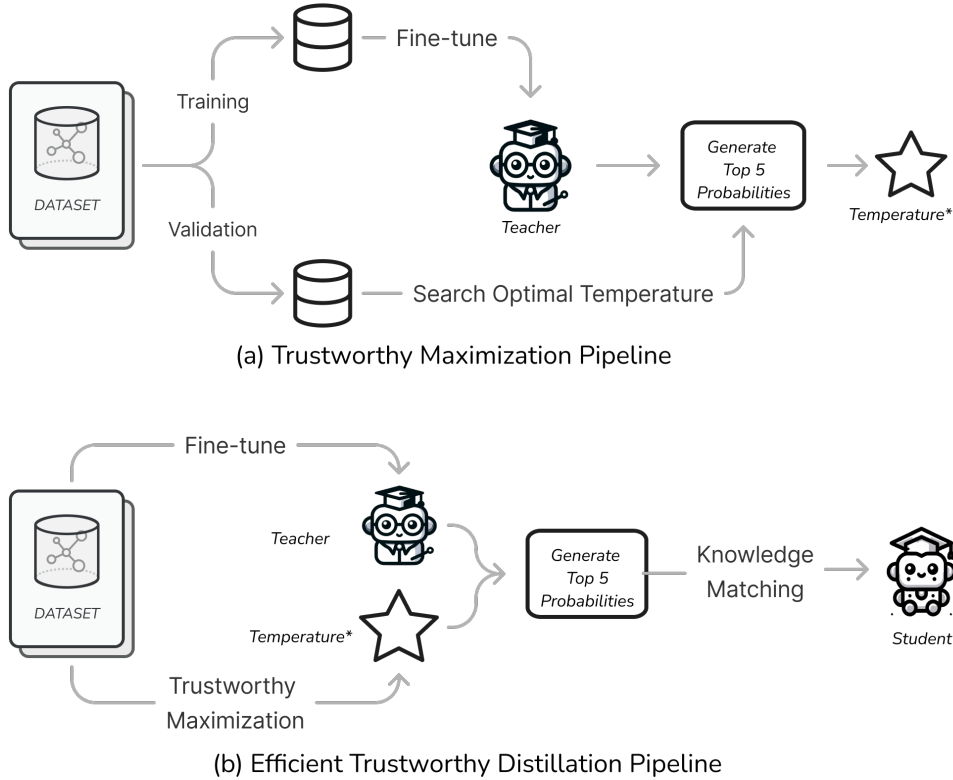 Fine-tune
Training
DATASET
Generate
Top 5
Probabilities
Temperature*
Teacher
Validation
Search Optimal Temperature
(a) Trustworthy Maximization Pipeline
Fine-tune
DATASET
Teacher
Temperature*
Generate
Top 5
Probabilities
Knowledge
Matching
Student
Trustworthy
Maximization
(b) Efficient Trustworthy Distillation Pipeline